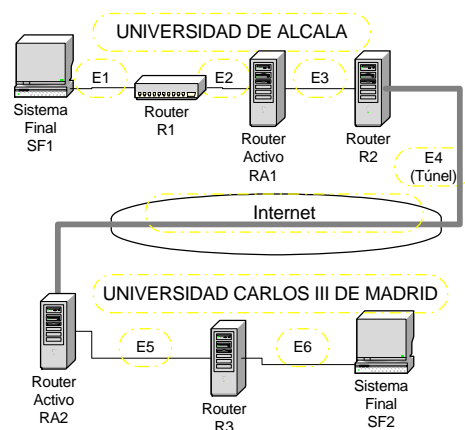 UNIVERSIDAD DE ALCALA
E1
E2
E3
Sistema
Final
SF1
Router
R1
Router
Activo
RA1
Router
R2
E4
(Túnel)
Internet
UNIVERSIDAD CARLOS III DE MADRID
E5
E6
Router
Activo
RA2
Router
R3
Sistema
Final
SF2